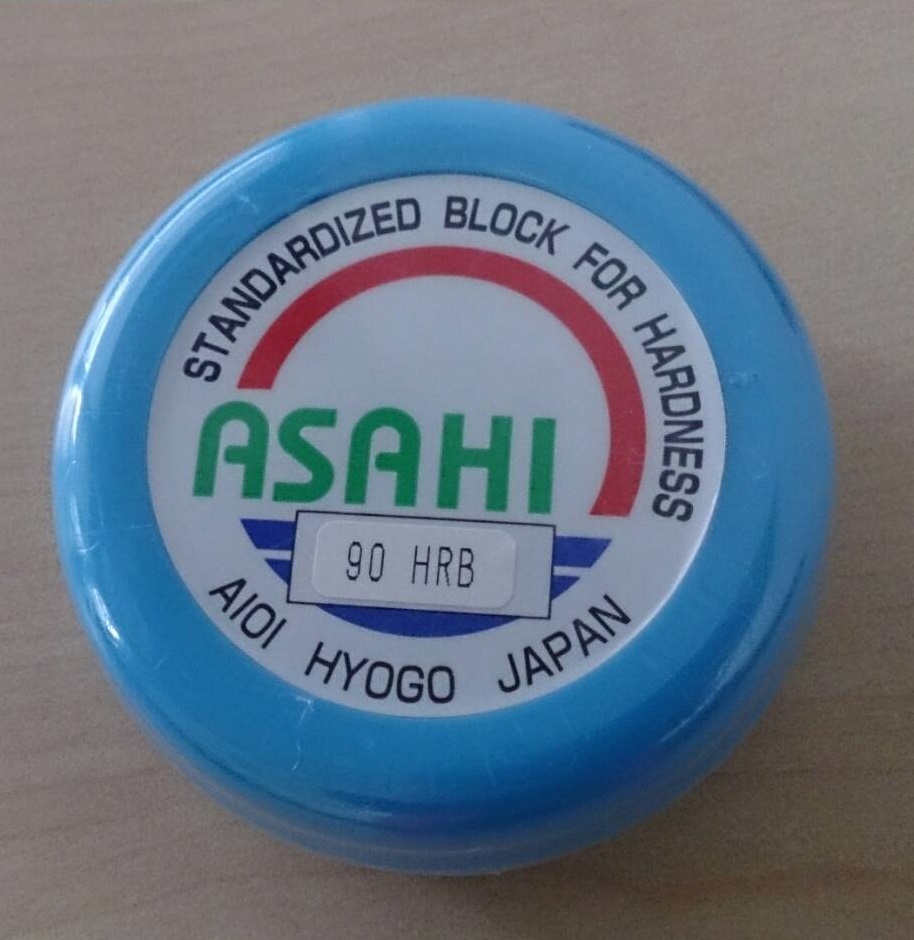 STANDARDIZED BLOCK FOR HARDNESS
ASAHI
90 HRB
AIOI HYOGO JAPAN